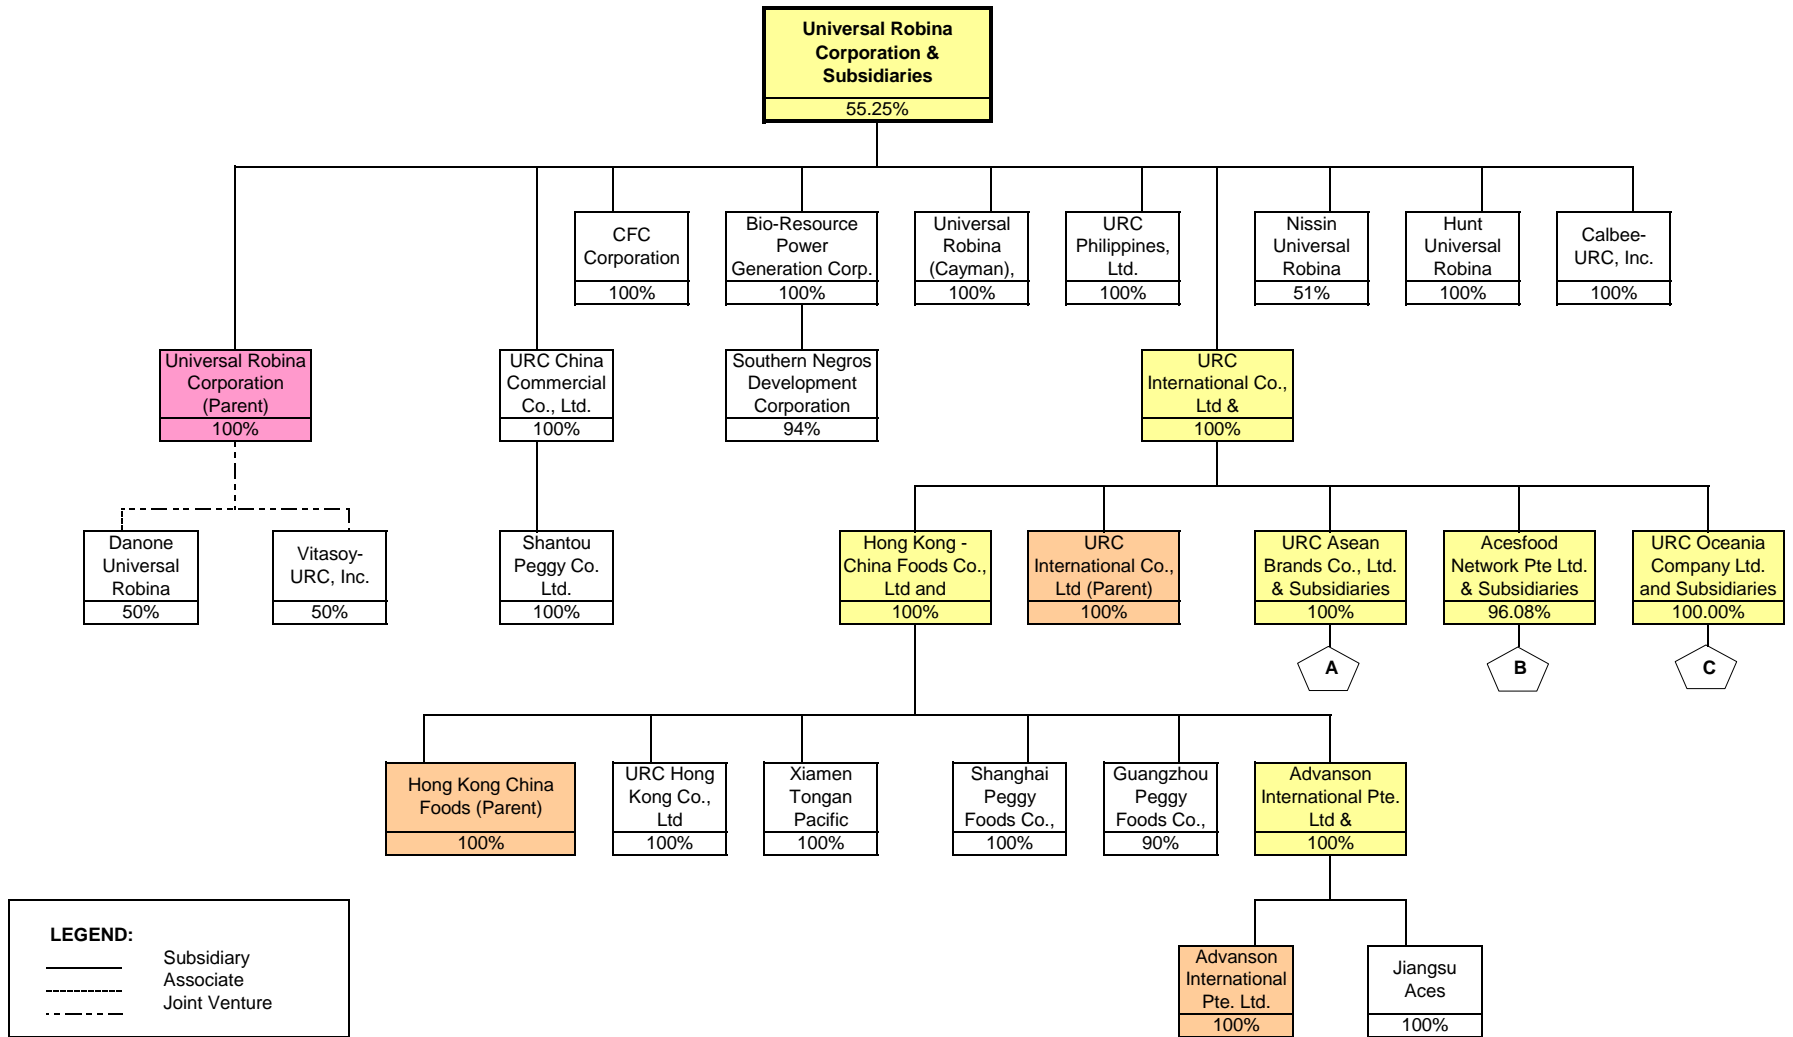 Universal Robina
Corporation &
Subsidiaries
55.25%
CFC
Corporation
100%
Bio-Resource
Power
Generation Corp.
100%
Universal
Robina
(Cayman),
100%
URC
Philippines,
Ltd.
100%
Nissin
Universal
Robina
51%
Hunt
Universal
Robina
100%
Calbee-
URC, Inc.
100%
Universal Robina
Corporation
(Parent)
100%
URC China
Commercial
Co., Ltd.
100%
Southern Negros
Development
Corporation
94%
URC
International Co.,
Ltd &
100%
Danone
Universal
Robina
50%
Vitasoy-
URC, Inc.
50%
Shantou
Peggy Co.
Ltd.
100%
Hong Kong -
China Foods Co.,
Ltd and
100%
URC
International Co.,
Ltd (Parent)
100%
URC Asean
Brands Co., Ltd.
& Subsidiaries
100%
Acesfood
Network Pte Ltd.
& Subsidiaries
96.08%
URC Oceania
Company Ltd.
and Subsidiaries
100.00%
A
B
C
Hong Kong China
Foods (Parent)
100%
URC Hong
Kong Co.,
Ltd
100%
Xiamen
Tongan
Pacific
100%
Shanghai
Peggy
Foods Co.,
100%
Guangzhou
Peggy
Foods Co.,
90%
Advanson
International Pte.
Ltd &
100%
Advanson
International
Pte. Ltd.
100%
Jiangsu
Aces
100%
LEGEND:
Subsidiary
Associate
Joint Venture